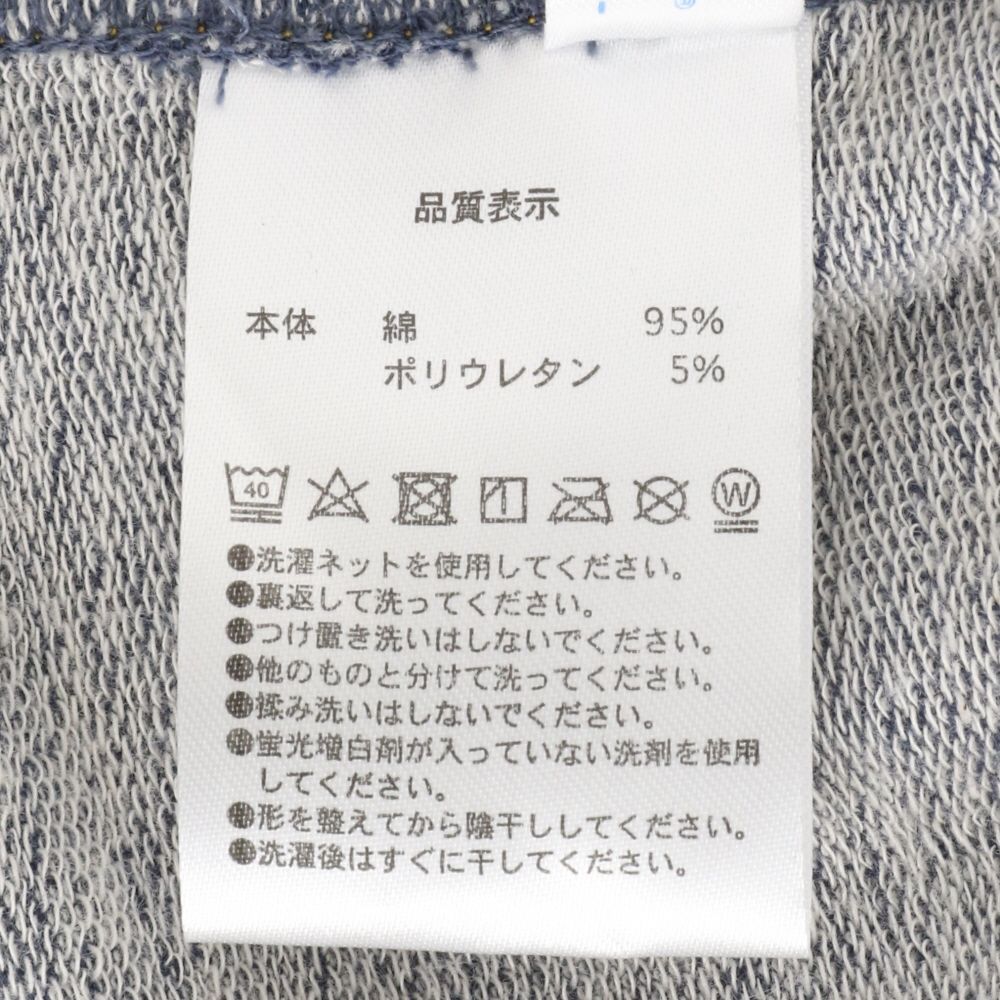 品質表示
本体 綿 95%
ポリウレタン 5%
40 W
●洗濯ネットを使用してください。
●裏返して洗ってください。
●つけ置き洗いはしないでください。
●他のものと分けて洗ってください。
●揉み洗いはしないでください。
●蛍光増白剤が入っていない洗剤を使用
してください。
●形を整えてから陰干ししてください。
●洗濯後はすぐに干してください。